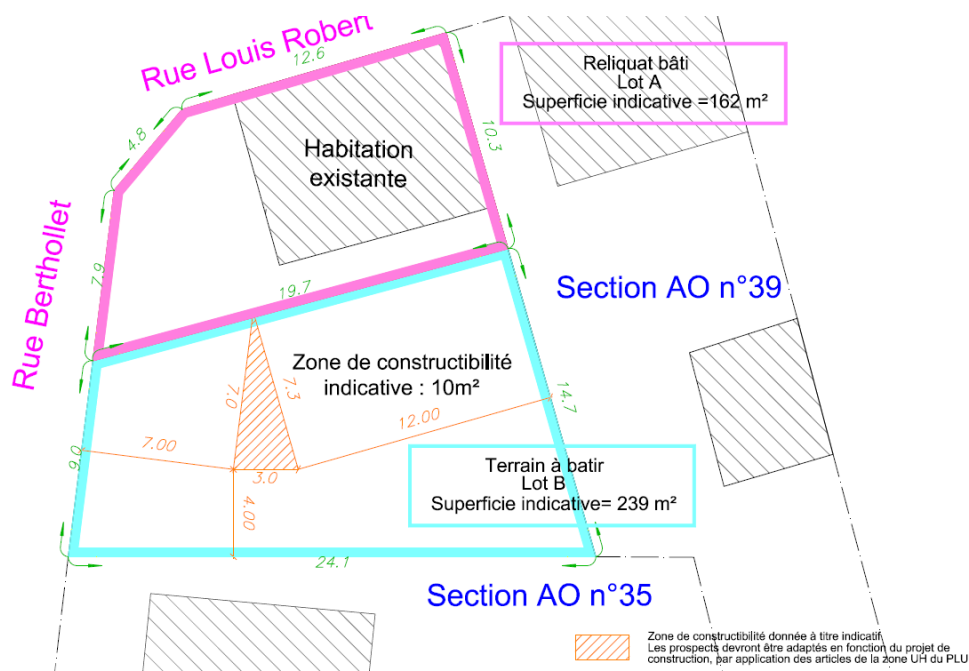 Rue Louis Robert
12.6
4.8
Reliquat bâti
Lot A
Superficie indicative =162 m²
Habitation
existante
10.3
Rue Berthollet
7.9
19.7
Section AO n°39
Zone de constructibilité
indicative : 10m²
7.0
7.3
12.00
14.7
7.00
9.0
3.0
4.00
Terrain à batir
Lot B
Superficie indicative= 239 m²
24.1
Section AO n°35
Zone de constructibilité donnée à titre indicatif
Les prospects devront être adaptés en fonction du projet de
construction, par application des articles de la zone UH du PLU